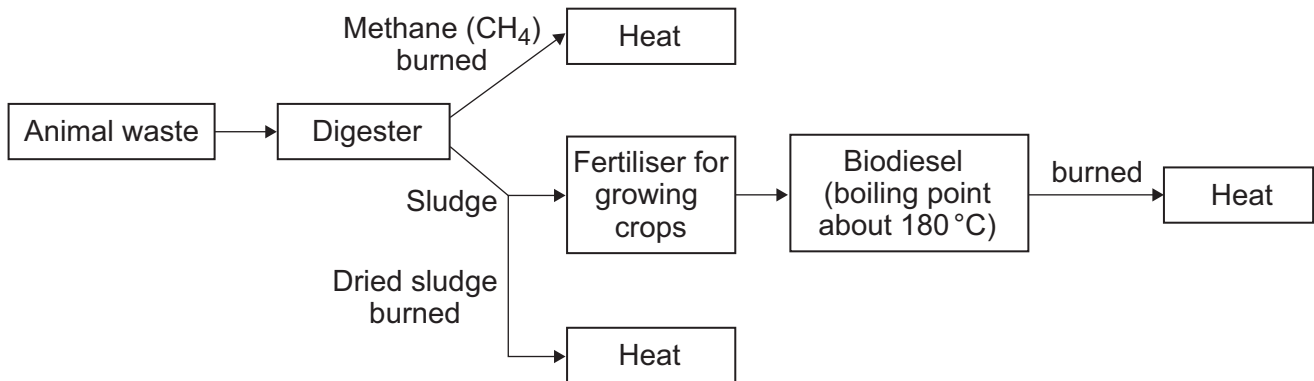 Methane (CH₄)
burned
Heat
Animal waste
Digester
Sludge
Fertiliser for
growing
crops
Biodiesel
(boiling point
about 180 °C)
burned
Heat
Dried sludge
burned
Heat